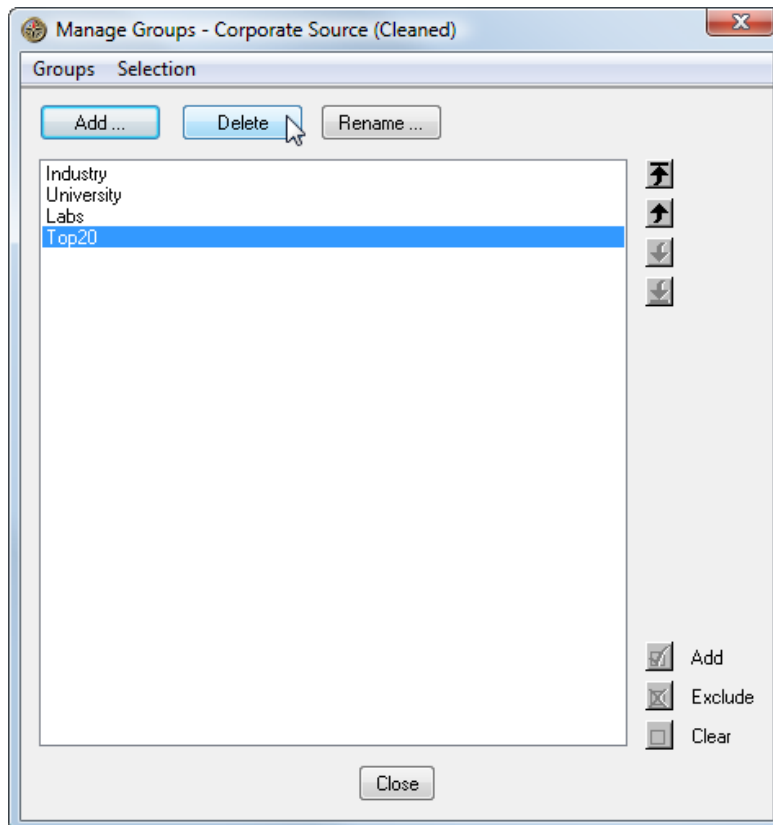 Manage Groups - Corporate Source (Cleaned)
Groups Selection
Add ... Delete Rename ...
Industry
University
Labs
Top20
Add
Exclude
Clear
Close